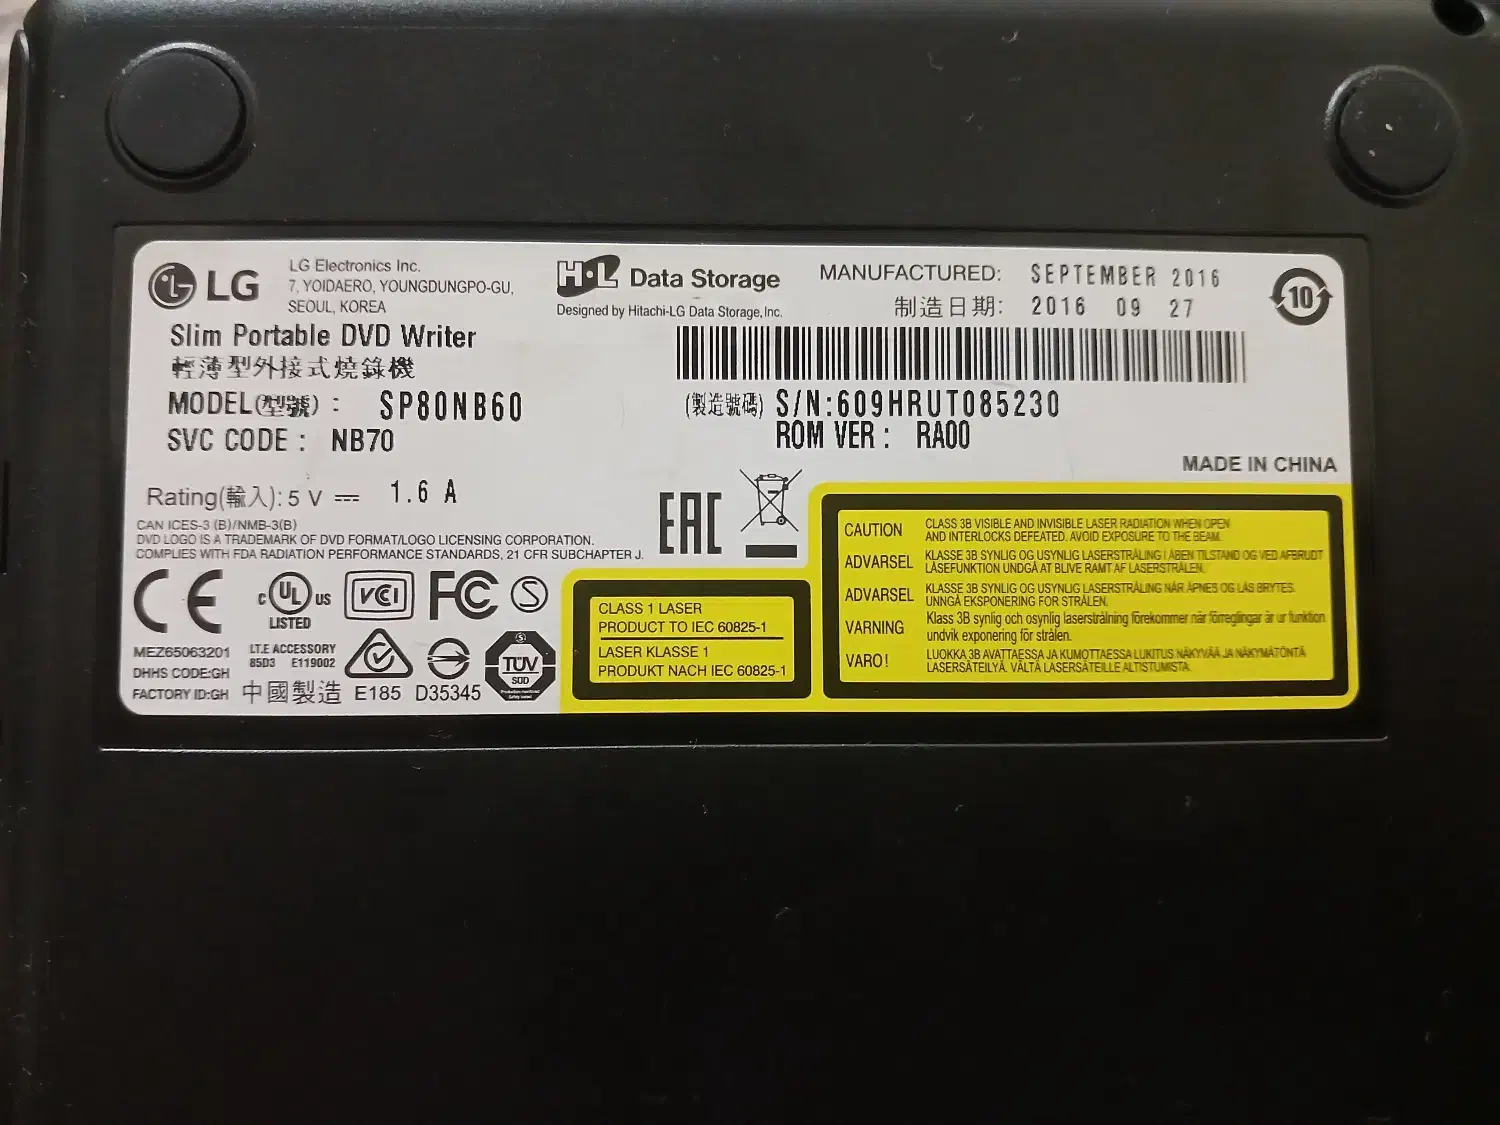 LG
LG Electronics Inc.
7, YOIDAERO, YOUNGDUNGPO-GU,
SEOUL, KOREA
H·L Data Storage
Designed by Hitachi-LG Data Storage, Inc.
MANUFACTURED: SEPTEMBER 2016
制造日期: 2016 09 27
10
Slim Portable DVD Writer
輕薄型外接式燒錄機
MODEL(型號) : SP80NB60
SVC CODE : NB70
(製造號碼) S/N:609HRUT085230
ROM VER : RA00
MADE IN CHINA
Rating(輸入): 5 V ⎓ 1.6 A
CAN ICES-3 (B)/NMB-3(B)
DVD LOGO IS A TRADEMARK OF DVD FORMAT/LOGO LICENSING CORPORATION.
COMPLIES WITH FDA RADIATION PERFORMANCE STANDARDS, 21 CFR SUBCHAPTER J.
EAC
CE
c UL US
LISTED
VCI
FC
S
MEZ65063201
DHHS CODE:GH
FACTORY ID:GH
I.T.E ACCESSORY
85D3 E119002
中國製造
E185
D35345
TÜV
SÜD
CLASS 1 LASER
PRODUCT TO IEC 60825-1
LASER KLASSE 1
PRODUKT NACH IEC 60825-1
CAUTION CLASS 3B VISIBLE AND INVISIBLE LASER RADIATION WHEN OPEN
AND INTERLOCKS DEFEATED. AVOID EXPOSURE TO THE BEAM.
ADVARSEL KLASSE 3B SYNLIG OG USYNLIG LASERSTRÅLING I ÅBEN TILSTAND OG VED AFBRUDT
LÅSEFUNKTION UNDGÅ AT BLIVE RAMT AF LASERSTRÅLEN.
ADVARSEL KLASSE 3B SYNLIG OG USYNLIG LASERSTRÅLING NÅR ÅPNES OG LÅS BRYTES.
UNNGÅ EKSPONERING FOR STRÅLEN.
VARNING Klass 3B synlig och osynlig laserstrålning förekommer när förreglingar är ur funktion
undvik exponering för strålen.
VARO! LUOKKA 3B AVATTAESSA JA KUMOTTAESSA LUKITUS NÄKYVÄÄ JA NÄKYMÄTÖNTÄ
LASERSÄTEILYÄ. VÄLTÄ LASERSÄTEILLE ALTISTUMISTA.